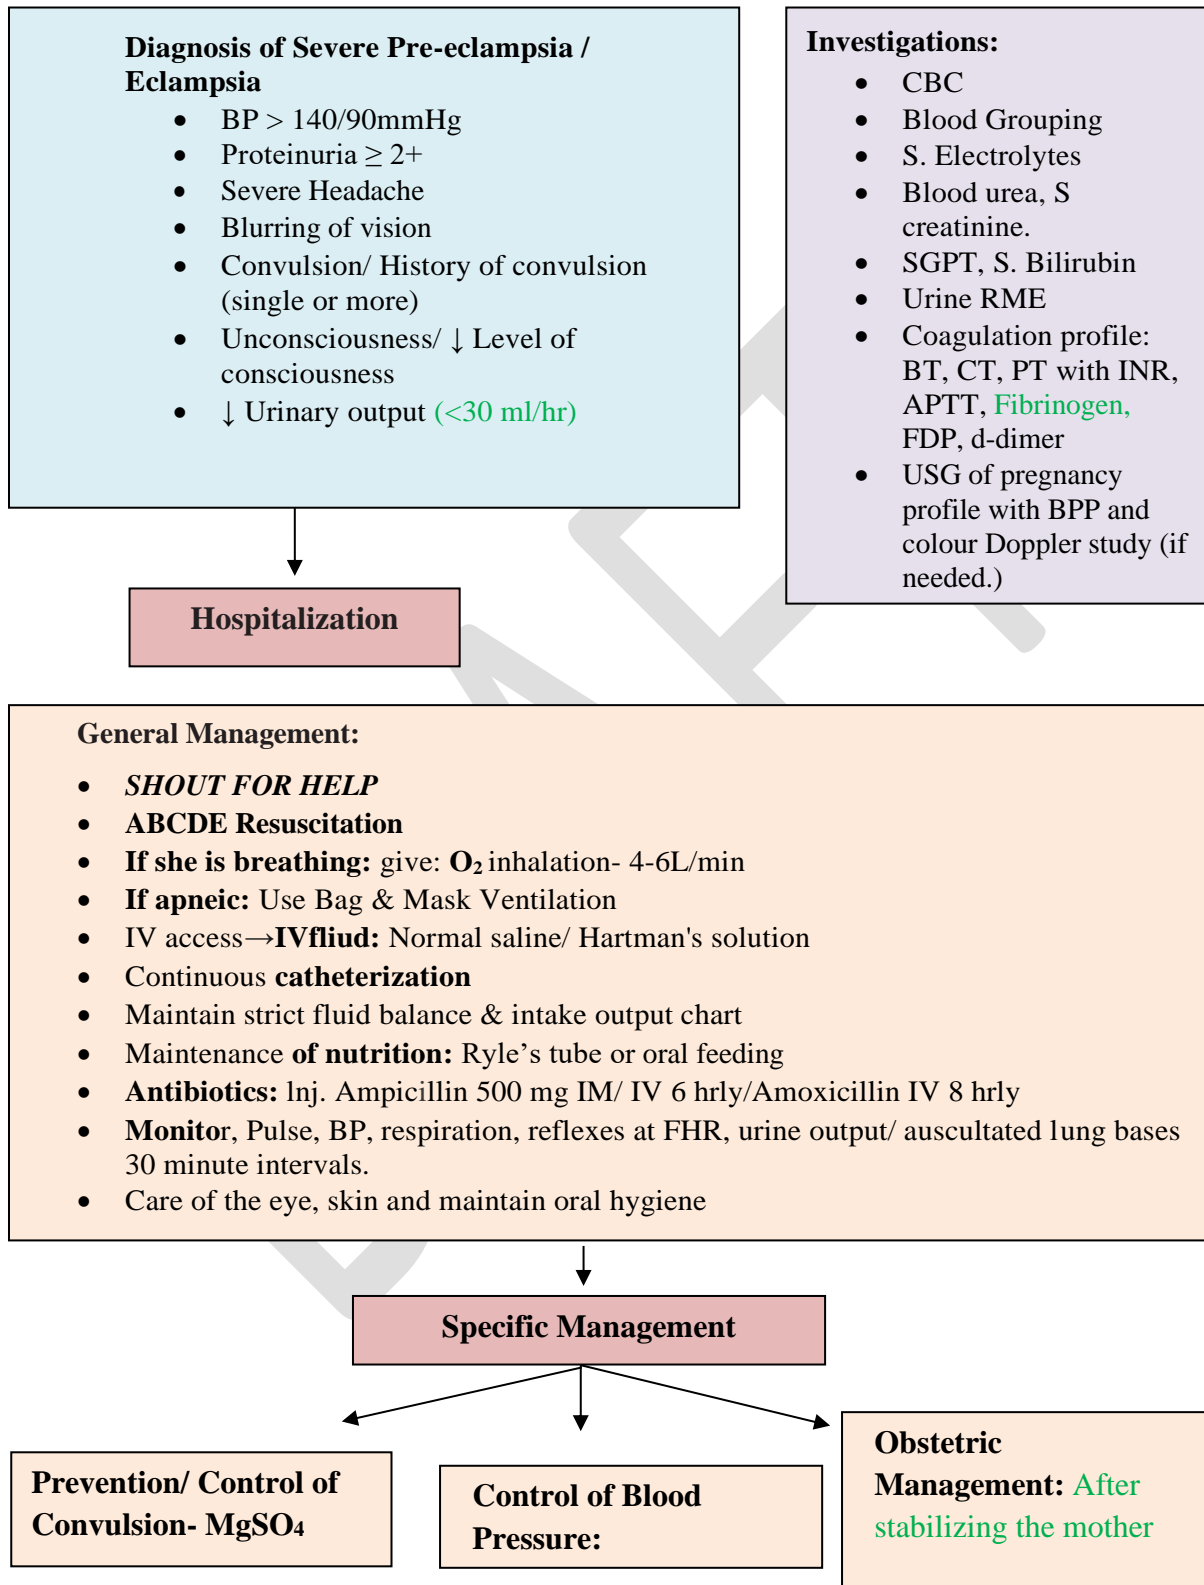 Diagnosis of Severe Pre-eclampsia /
Eclampsia
• BP > 140/90mmHg
• Proteinuria ≥ 2+
• Severe Headache
• Blurring of vision
• Convulsion/ History of convulsion
(single or more)
• Unconsciousness/ ↓ Level of
consciousness
• ↓ Urinary output (<30 ml/hr)
Investigations:
• CBC
• Blood Grouping
• S. Electrolytes
• Blood urea, S
creatinine.
• SGPT, S. Bilirubin
• Urine RME
• Coagulation profile:
BT, CT, PT with INR,
APTT, Fibrinogen,
FDP, d-dimer
• USG of pregnancy
profile with BPP and
colour Doppler study (if
needed.)
Hospitalization
General Management:
• SHOUT FOR HELP
• ABCDE Resuscitation
• If she is breathing: give: O₂ inhalation- 4-6L/min
• If apneic: Use Bag & Mask Ventilation
• IV access→IVfliud: Normal saline/ Hartman's solution
• Continuous catheterization
• Maintain strict fluid balance & intake output chart
• Maintenance of nutrition: Ryle’s tube or oral feeding
• Antibiotics: lnj. Ampicillin 500 mg IM/ IV 6 hrly/Amoxicillin IV 8 hrly
• Monitor, Pulse, BP, respiration, reflexes at FHR, urine output/ auscultated lung bases
30 minute intervals.
• Care of the eye, skin and maintain oral hygiene
Specific Management
Prevention/ Control of
Convulsion- MgSO₄
Control of Blood
Pressure:
Obstetric
Management: After
stabilizing the mother
DRAFT